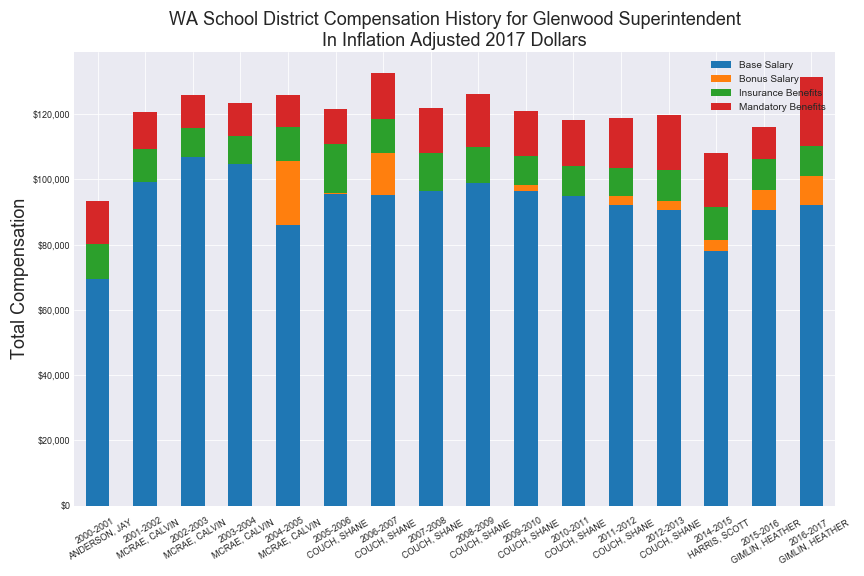 WA School District Compensation History for Glenwood Superintendent
In Inflation Adjusted 2017 Dollars
Base Salary
Bonus Salary
Insurance Benefits
Mandatory Benefits
Total Compensation
$120,000
$100,000
$80,000
$60,000
$40,000
$20,000
$0
2000-2001
ANDERSON, JAY
2001-2002
MCRAE, CALVIN
2002-2003
MCRAE, CALVIN
2003-2004
MCRAE, CALVIN
2004-2005
MCRAE, CALVIN
2005-2006
COUCH, SHANE
2006-2007
COUCH, SHANE
2007-2008
COUCH, SHANE
2008-2009
COUCH, SHANE
2009-2010
COUCH, SHANE
2010-2011
COUCH, SHANE
2011-2012
COUCH, SHANE
2012-2013
COUCH, SHANE
2014-2015
HARRIS, SCOTT
2015-2016
GIMLIN, HEATHER
2016-2017
GIMLIN, HEATHER